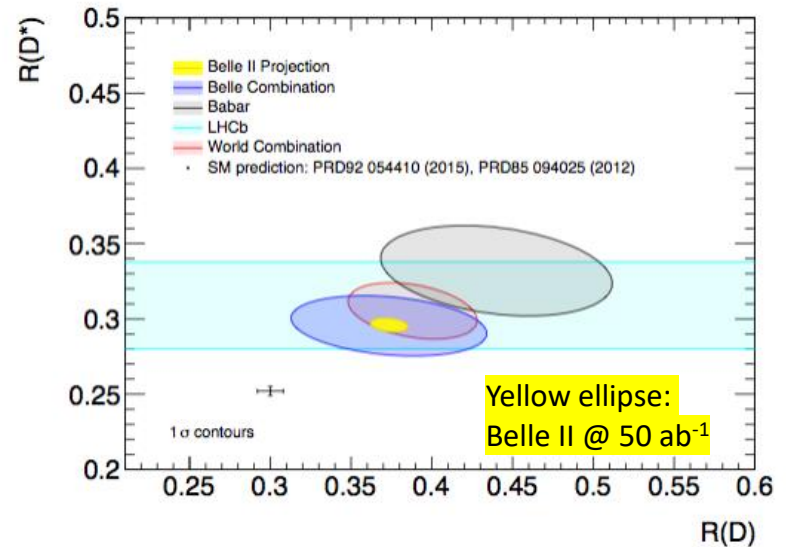 R(D*)
0.5
0.45
0.4
0.35
0.3
0.25
0.2
Belle II Projection
Belle Combination
Babar
LHCb
World Combination
SM prediction: PRD92 054410 (2015), PRD85 094025 (2012)
Yellow ellipse:
Belle II @ 50 ab-1
1 σ contours
0.25 0.3 0.35 0.4 0.45 0.5 0.55 0.6
R(D)